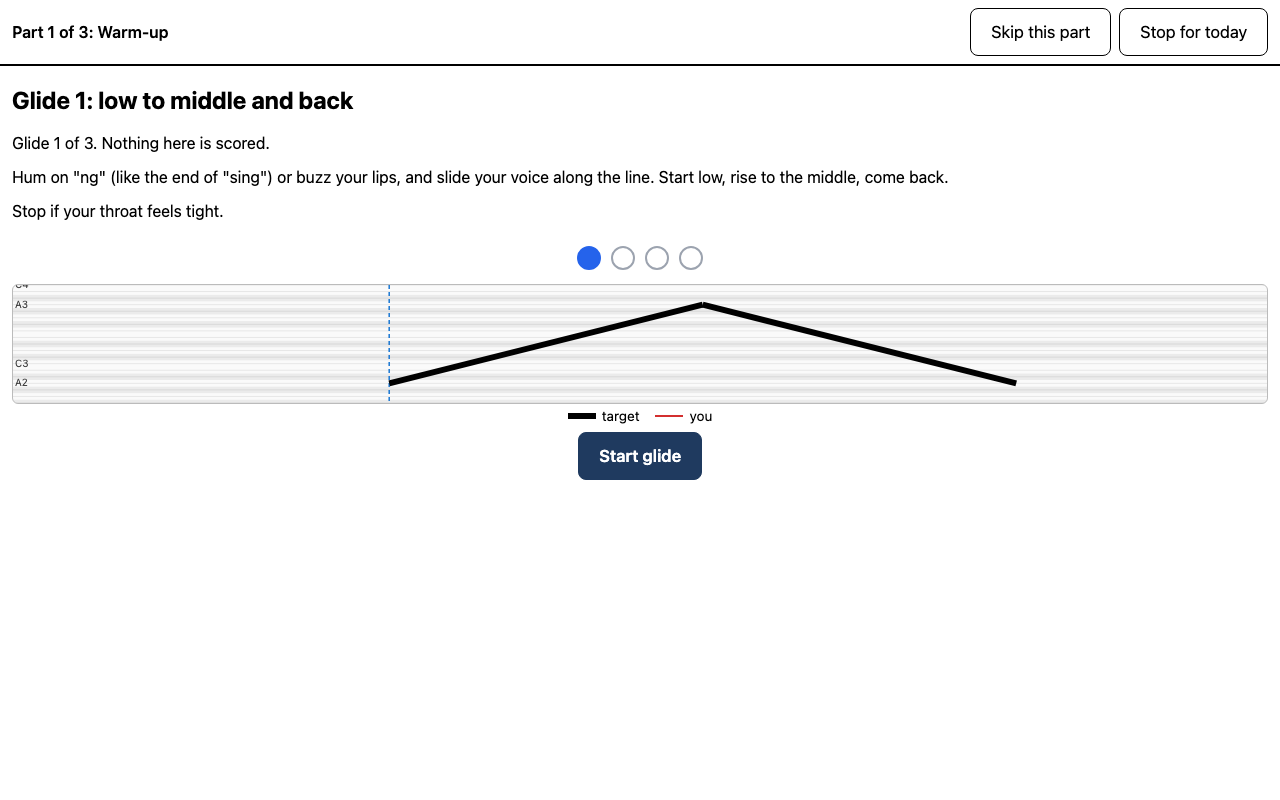 Part 1 of 3: Warm-up
Skip this part
Stop for today
Glide 1: low to middle and back
Glide 1 of 3. Nothing here is scored.
Hum on "ng" (like the end of "sing") or buzz your lips, and slide your voice along the line. Start low, rise to the middle, come back.
Stop if your throat feels tight.
A3
C3
A2
target
you
Start glide